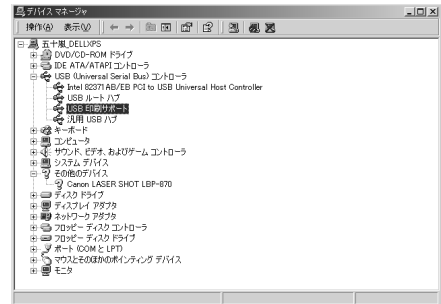 デバイス マネージャ
操作(A) 表示(V)
五十嵐_DELLXPS
DVD/CD-ROM ドライブ
IDE ATA/ATAPI コントローラ
USB (Universal Serial Bus) コントローラ
Intel 82371AB/EB PCI to USB Universal Host Controller
USB ルート ハブ
USB 印刷サポート
汎用 USB ハブ
キーボード
コンピュータ
サウンド、ビデオ、およびゲーム コントローラ
システム デバイス
その他のデバイス
Canon LASER SHOT LBP-870
ディスク ドライブ
ディスプレイ アダプタ
ネットワーク アダプタ
フロッピー ディスク コントローラ
フロッピー ディスク ドライブ
ポート (COM と LPT)
マウスとそのほかのポインティング デバイス
モニタ